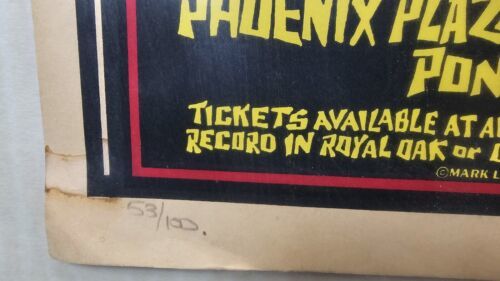 PHOENIX PLAZ
PON
TICKETS AVAILABLE AT A
RECORD IN ROYAL OAK or
©MARK L
53/100.